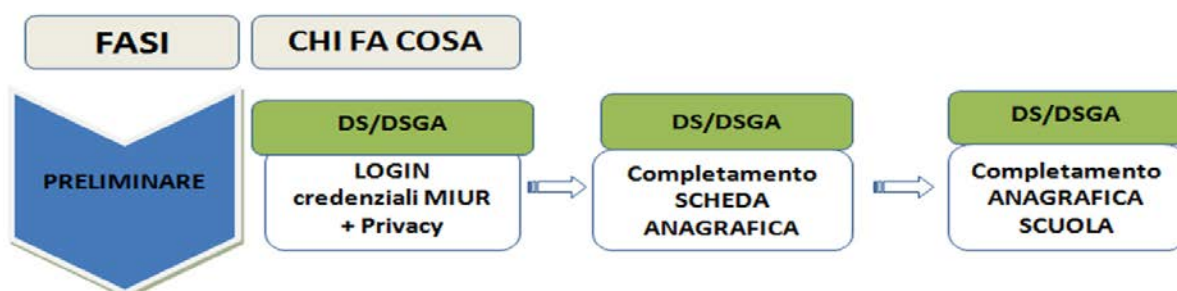 FASI
CHI FA COSA
PRELIMINARE
DS/DSGA
LOGIN
credenziali MIUR
+ Privacy
DS/DSGA
Completamento
SCHEDA
ANAGRAFICA
DS/DSGA
Completamento
ANAGRAFICA
SCUOLA